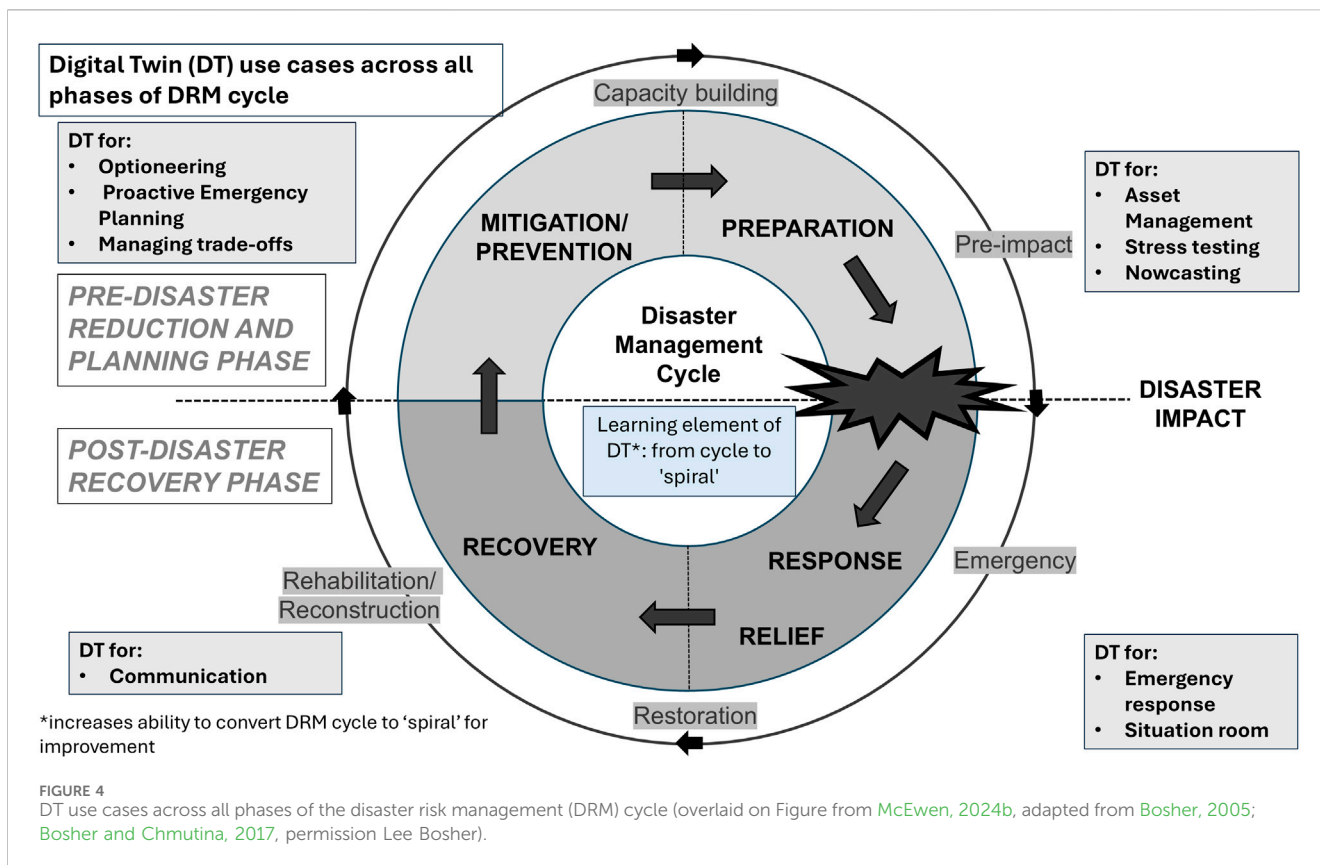 Digital Twin (DT) use cases across all
phases of DRM cycle
Capacity building
DT for:
• Optioneering
• Proactive Emergency
Planning
• Managing trade-offs
DT for:
• Asset
Management
• Stress testing
• Nowcasting
MITIGATION/
PREVENTION
PREPARATION
Pre-impact
PRE-DISASTER
REDUCTION AND
PLANNING PHASE
Disaster
Management
Cycle
DISASTER
IMPACT
Learning element of
DT*: from cycle to
'spiral'
POST-DISASTER
RECOVERY PHASE
RECOVERY
RESPONSE
Emergency
Rehabilitation/
Reconstruction
RELIEF
DT for:
• Communication
DT for:
• Emergency
response
• Situation room
Restoration
*increases ability to convert DRM cycle to ‘spiral’ for
improvement
FIGURE 4
DT use cases across all phases of the disaster risk management (DRM) cycle (overlaid on Figure from McEwen, 2024b, adapted from Bosher, 2005;
Bosher and Chmutina, 2017, permission Lee Bosher).